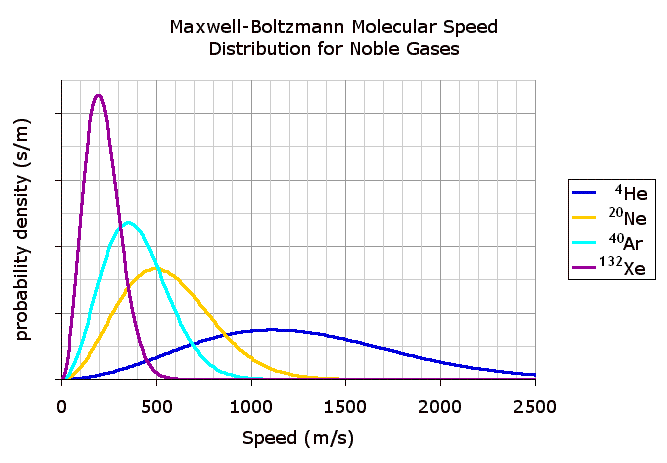 Maxwell-Boltzmann Molecular Speed
Distribution for Noble Gases
probability density (s/m)
⁴He
²⁰Ne
⁴⁰Ar
¹³²Xe
0 500 1000 1500 2000 2500
Speed (m/s)